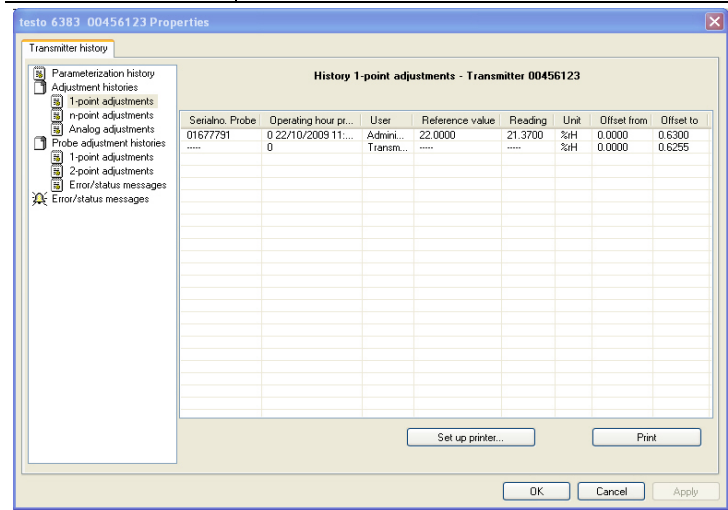 testo 6383 00456123 Properties
Transmitter history
Parameterization history
Adjustment histories
1-point adjustments
n-point adjustments
Analog adjustments
Probe adjustment histories
1-point adjustments
2-point adjustments
Error/status messages
Error/status messages
History 1-point adjustments - Transmitter 00456123
Serialno. Probe Operating hour pr... User Reference value Reading Unit Offset from Offset to
01677791 0 22/10/2009 11:... Admini... 22.0000 21.3700 %rH 0.0000 0.6300
----- 0 Transm... ----- ----- %rH 0.0000 0.6255
Set up printer... Print
OK Cancel Apply